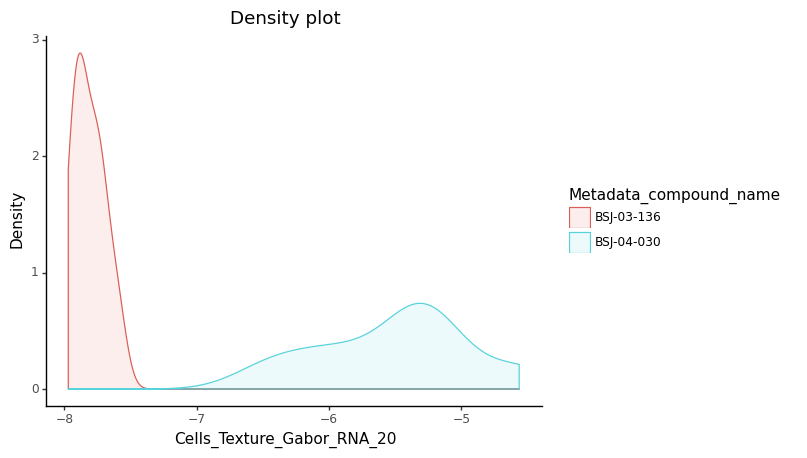 Density plot
3
2
1
0
Density
−8
−7
−6
−5
Cells_Texture_Gabor_RNA_20
Metadata_compound_name
BSJ-03-136
BSJ-04-030